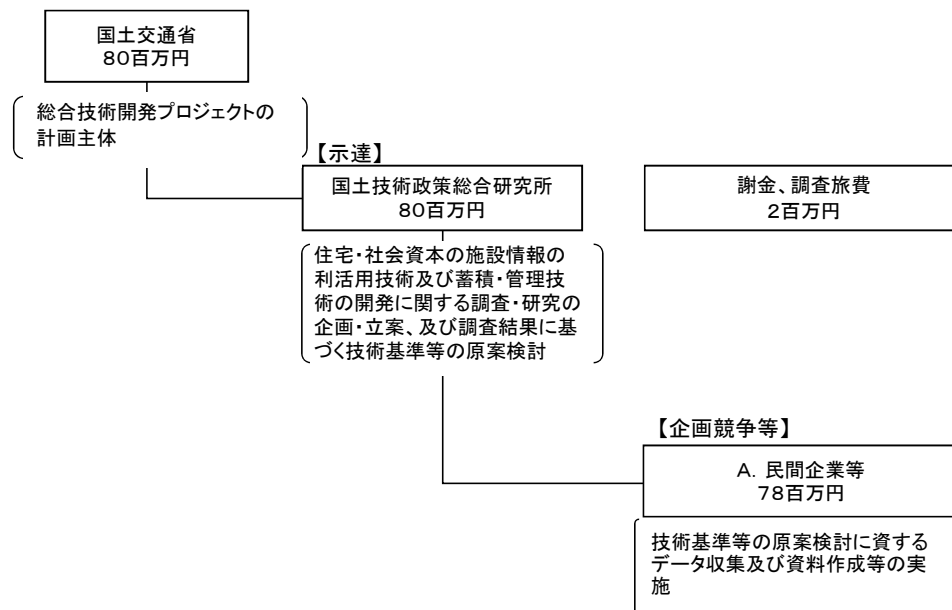 国土交通省
80百万円
総合技術開発プロジェクトの
計画主体
【示達】
国土技術政策総合研究所
80百万円
謝金、調査旅費
2百万円
住宅・社会資本の施設情報の
利活用技術及び蓄積・管理技
術の開発に関する調査・研究の
企画・立案、及び調査結果に基
づく技術基準等の原案検討
【企画競争等】
A. 民間企業等
78百万円
技術基準等の原案検討に資する
データ収集及び資料作成等の実
施